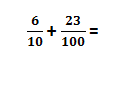 6/10 + 23/100 =